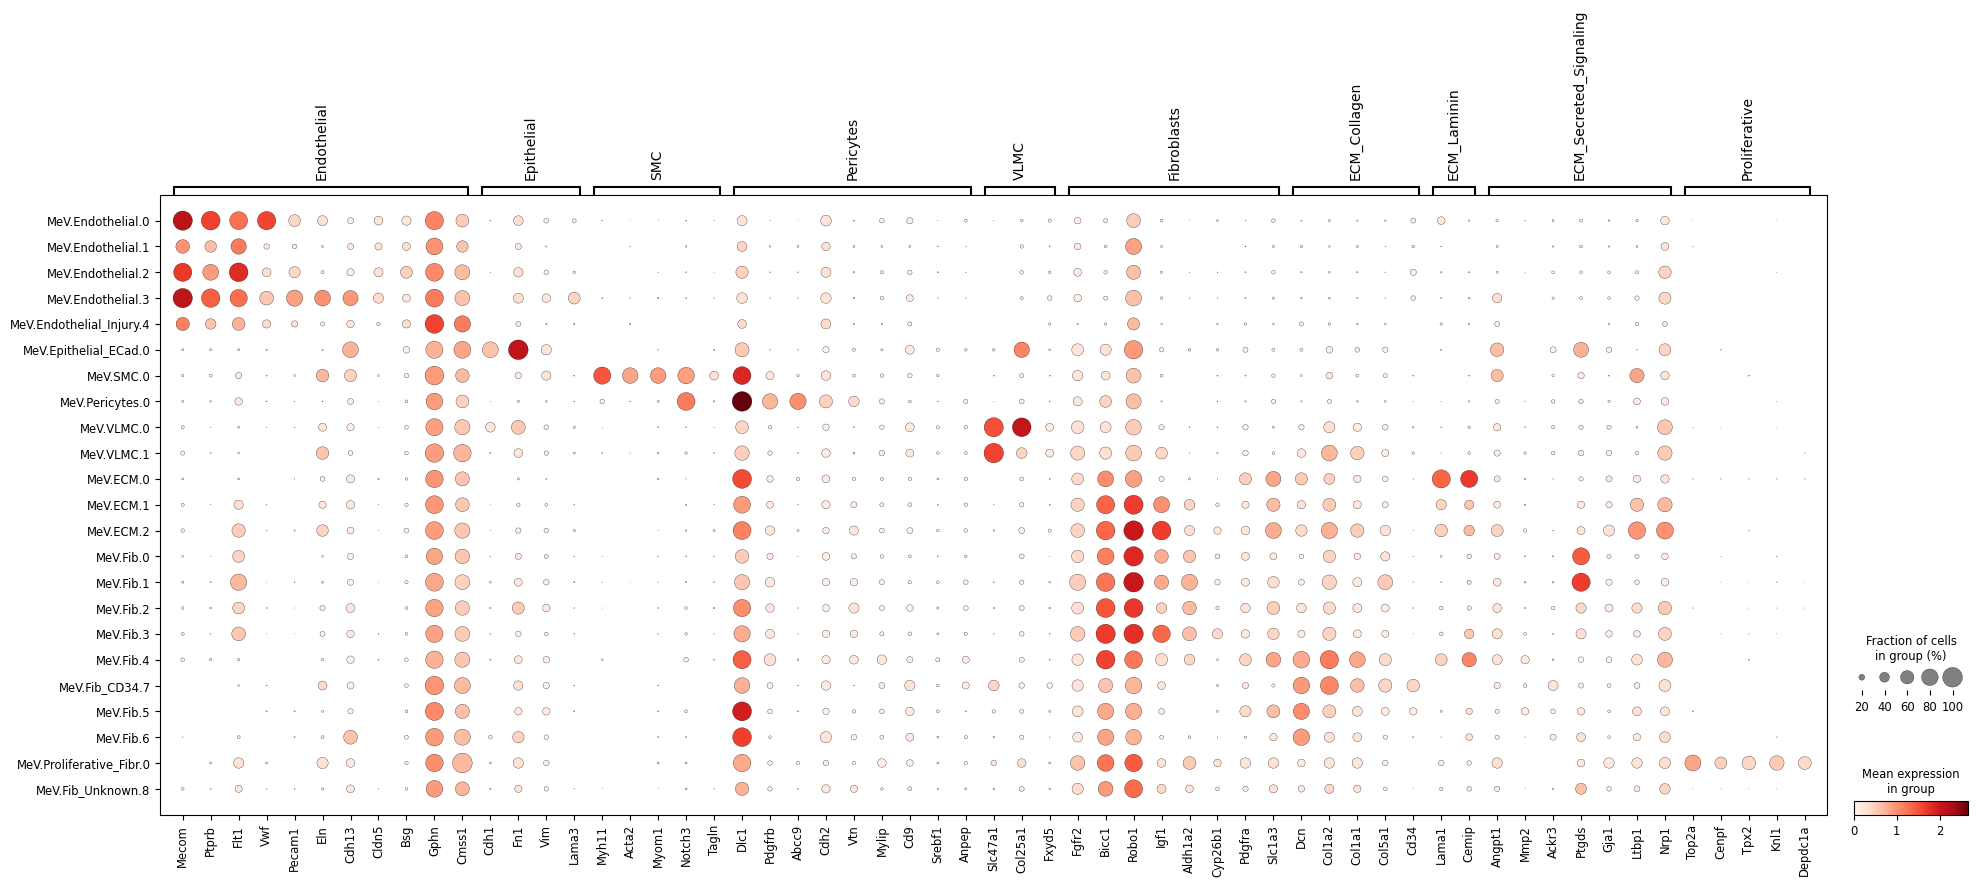 Endothelial
Epithelial
SMC
Pericytes
VLMC
Fibroblasts
ECM_Collagen
ECM_Laminin
ECM_Secreted_Signaling
Proliferative
MeV.Endothelial.0
MeV.Endothelial.1
MeV.Endothelial.2
MeV.Endothelial.3
MeV.Endothelial_Injury.4
MeV.Epithelial_ECad.0
MeV.SMC.0
MeV.Pericytes.0
MeV.VLMC.0
MeV.VLMC.1
MeV.ECM.0
MeV.ECM.1
MeV.ECM.2
MeV.Fib.0
MeV.Fib.1
MeV.Fib.2
MeV.Fib.3
MeV.Fib.4
MeV.Fib_CD34.7
MeV.Fib.5
MeV.Fib.6
MeV.Proliferative_Fibr.0
MeV.Fib_Unknown.8
Mecom
Ptprb
Flt1
Vwf
Pecam1
Eln
Cdh13
Cldn5
Bsg
Gphn
Cmss1
Cdh1
Fn1
Vim
Lama3
Myh11
Acta2
Myom1
Notch3
Tagln
Dlc1
Pdgfrb
Abcc9
Cdh2
Vtn
Mylip
Cd9
Srebf1
Anpep
Slc47a1
Col25a1
Fxyd5
Fgfr2
Bicc1
Robo1
Igf1
Aldh1a2
Cyp26b1
Pdgfra
Slc1a3
Dcn
Col1a2
Col1a1
Col5a1
Cd34
Lama1
Cemip
Angpt1
Mmp2
Ackr3
Ptgds
Gja1
Ltbp1
Nrp1
Top2a
Cenpf
Tpx2
Knl1
Depdc1a
Fraction of cells
in group (%)
20 40 60 80 100
Mean expression
in group
0 1 2